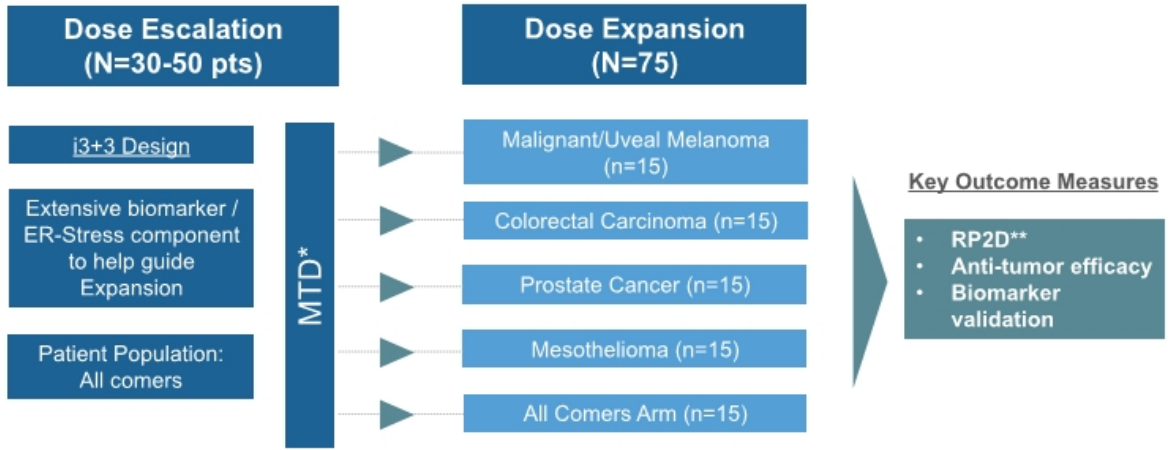 Dose Escalation
(N=30-50 pts)
i3+3 Design
Extensive biomarker /
ER-Stress component
to help guide
Expansion
Patient Population:
All comers
MTD*
Dose Expansion
(N=75)
Malignant/Uveal Melanoma
(n=15)
Colorectal Carcinoma (n=15)
Prostate Cancer (n=15)
Mesothelioma (n=15)
All Comers Arm (n=15)
Key Outcome Measures
• RP2D**
• Anti-tumor efficacy
• Biomarker
validation